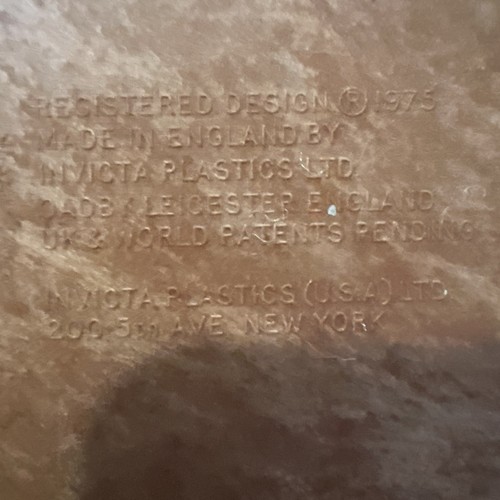 REGISTERED DESIGN ® 1975
MADE IN ENGLAND BY
INVICTA PLASTICS LTD
OADBY LEICESTER ENGLAND
UK & WORLD PATENTS PENDING
INVICTA PLASTICS (U.S.A) LTD.
200 5TH AVE. NEW YORK